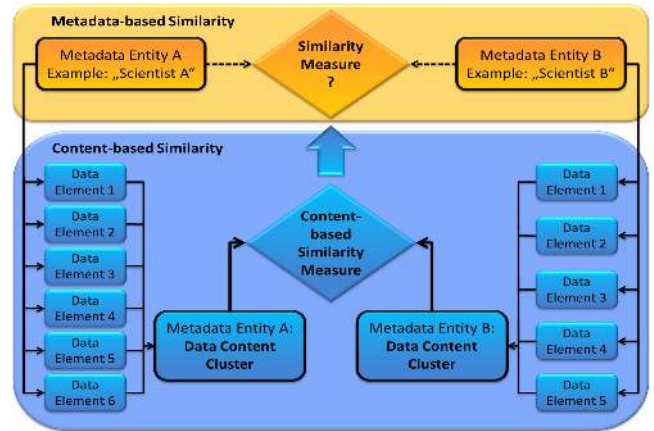 Metadata-based Similarity
Metadata Entity A
Example: „Scientist A“
Similarity
Measure
?
Metadata Entity B
Example: „Scientist B“
Content-based Similarity
Data
Element 1
Data
Element 2
Data
Element 3
Data
Element 4
Data
Element 5
Data
Element 6
Content-
based
Similarity
Measure
Metadata Entity A:
Data Content
Cluster
Metadata Entity B:
Data Content
Cluster
Data
Element 1
Data
Element 2
Data
Element 3
Data
Element 4
Data
Element 5